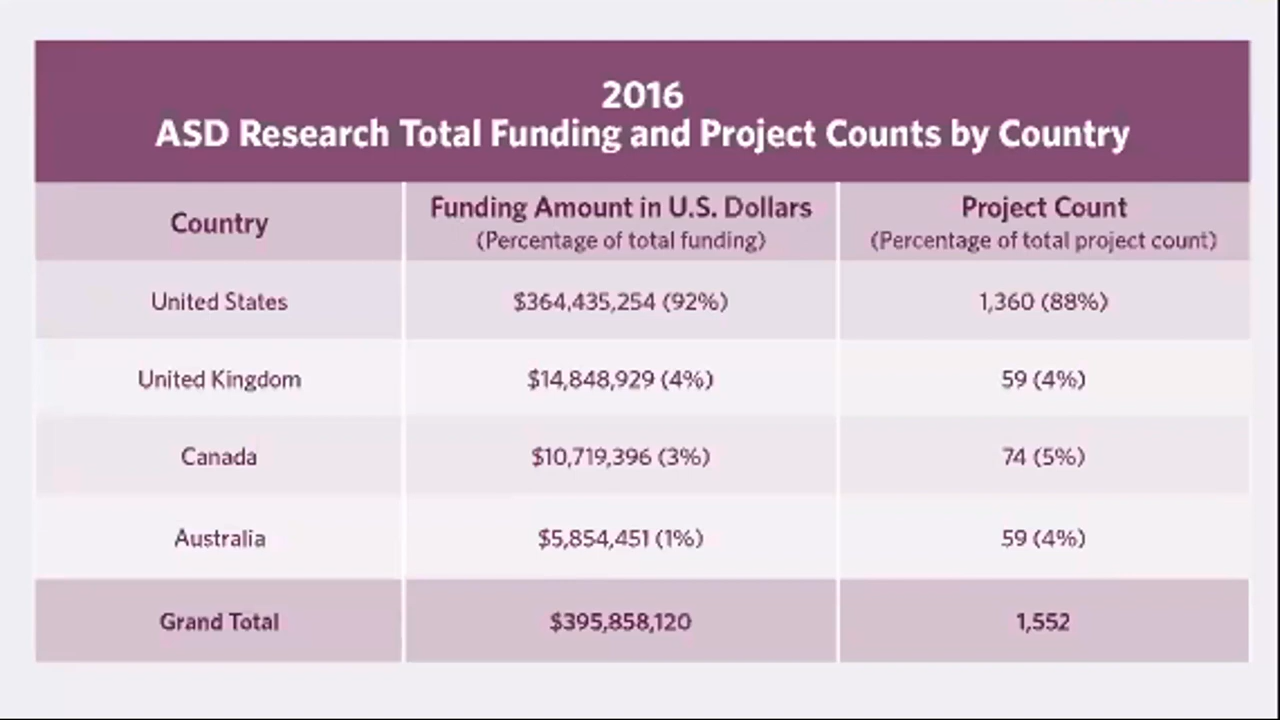 2016
ASD Research Total Funding and Project Counts by Country
Country
Funding Amount in U.S. Dollars
(Percentage of total funding)
Project Count
(Percentage of total project count)
United States $364,435,254 (92%) 1,360 (88%)
United Kingdom $14,848,929 (4%) 59 (4%)
Canada $10,719,396 (3%) 74 (5%)
Australia $5,854,451 (1%) 59 (4%)
Grand Total $395,858,120 1,552